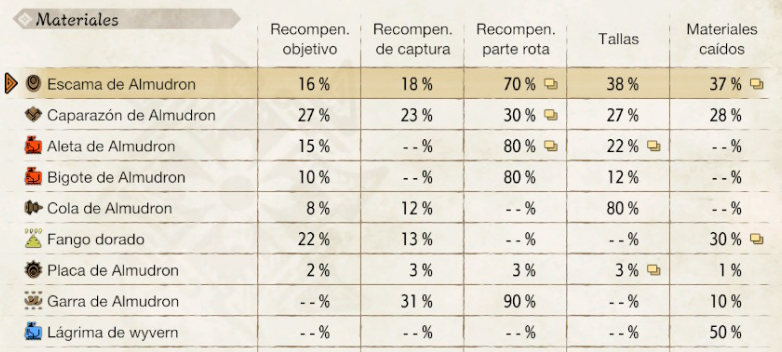 Materiales
Recompen. objetivo Recompen. de captura Recompen. parte rota Tallas Materiales caídos
Escama de Almudron 16 % 18 % 70 % 38 % 37 %
Caparazón de Almudron 27 % 23 % 30 % 27 % 28 %
Aleta de Almudron 15 % - - % 80 % 22 % - - %
Bigote de Almudron 10 % - - % 80 % 12 % - - %
Cola de Almudron 8 % 12 % - - % 80 % - - %
Fango dorado 22 % 13 % - - % - - % 30 %
Placa de Almudron 2 % 3 % 3 % 3 % 1 %
Garra de Almudron - - % 31 % 90 % - - % 10 %
Lágrima de wyvern - - % - - % - - % - - % 50 %